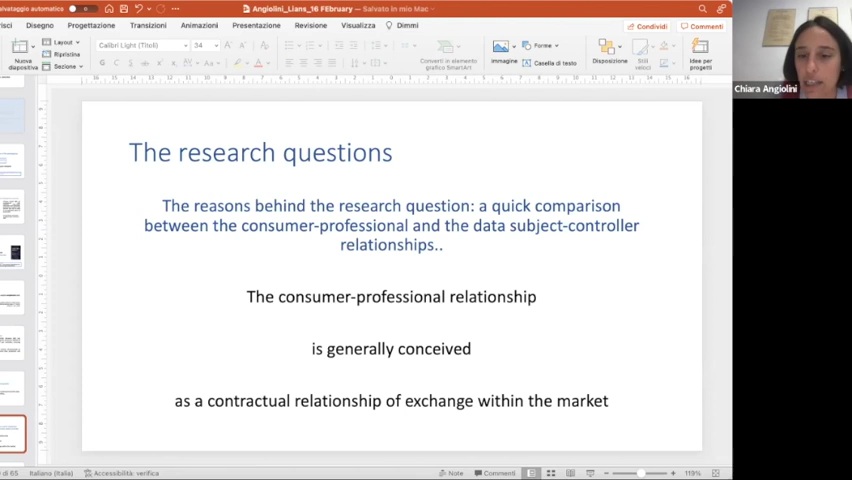 salvataggio automatico
Angiolini_Lians_16 FEbruary — Salvato in mio Mac
Disegno Progettazione Transizioni Animazioni Presentazione Revisione Visualizza Dimmi
Condividi Commenti
Nuova diapositiva
Layout
Ripristina
Sezione
Calibri Light (Titoli) 34
Converti in elemento grafico SmartArt
Immagine
Forme
Casella di testo
Disposizione
Stili veloci
Idee per progetti
Chiara Angiolini
The research questions
The reasons behind the research question: a quick comparison
between the consumer-professional and the data subject-controller
relationships..
The consumer-professional relationship
is generally conceived
as a contractual relationship of exchange within the market
di 65 Italiano (Italia) Accessibilità: verifica
Note Commenti 119%